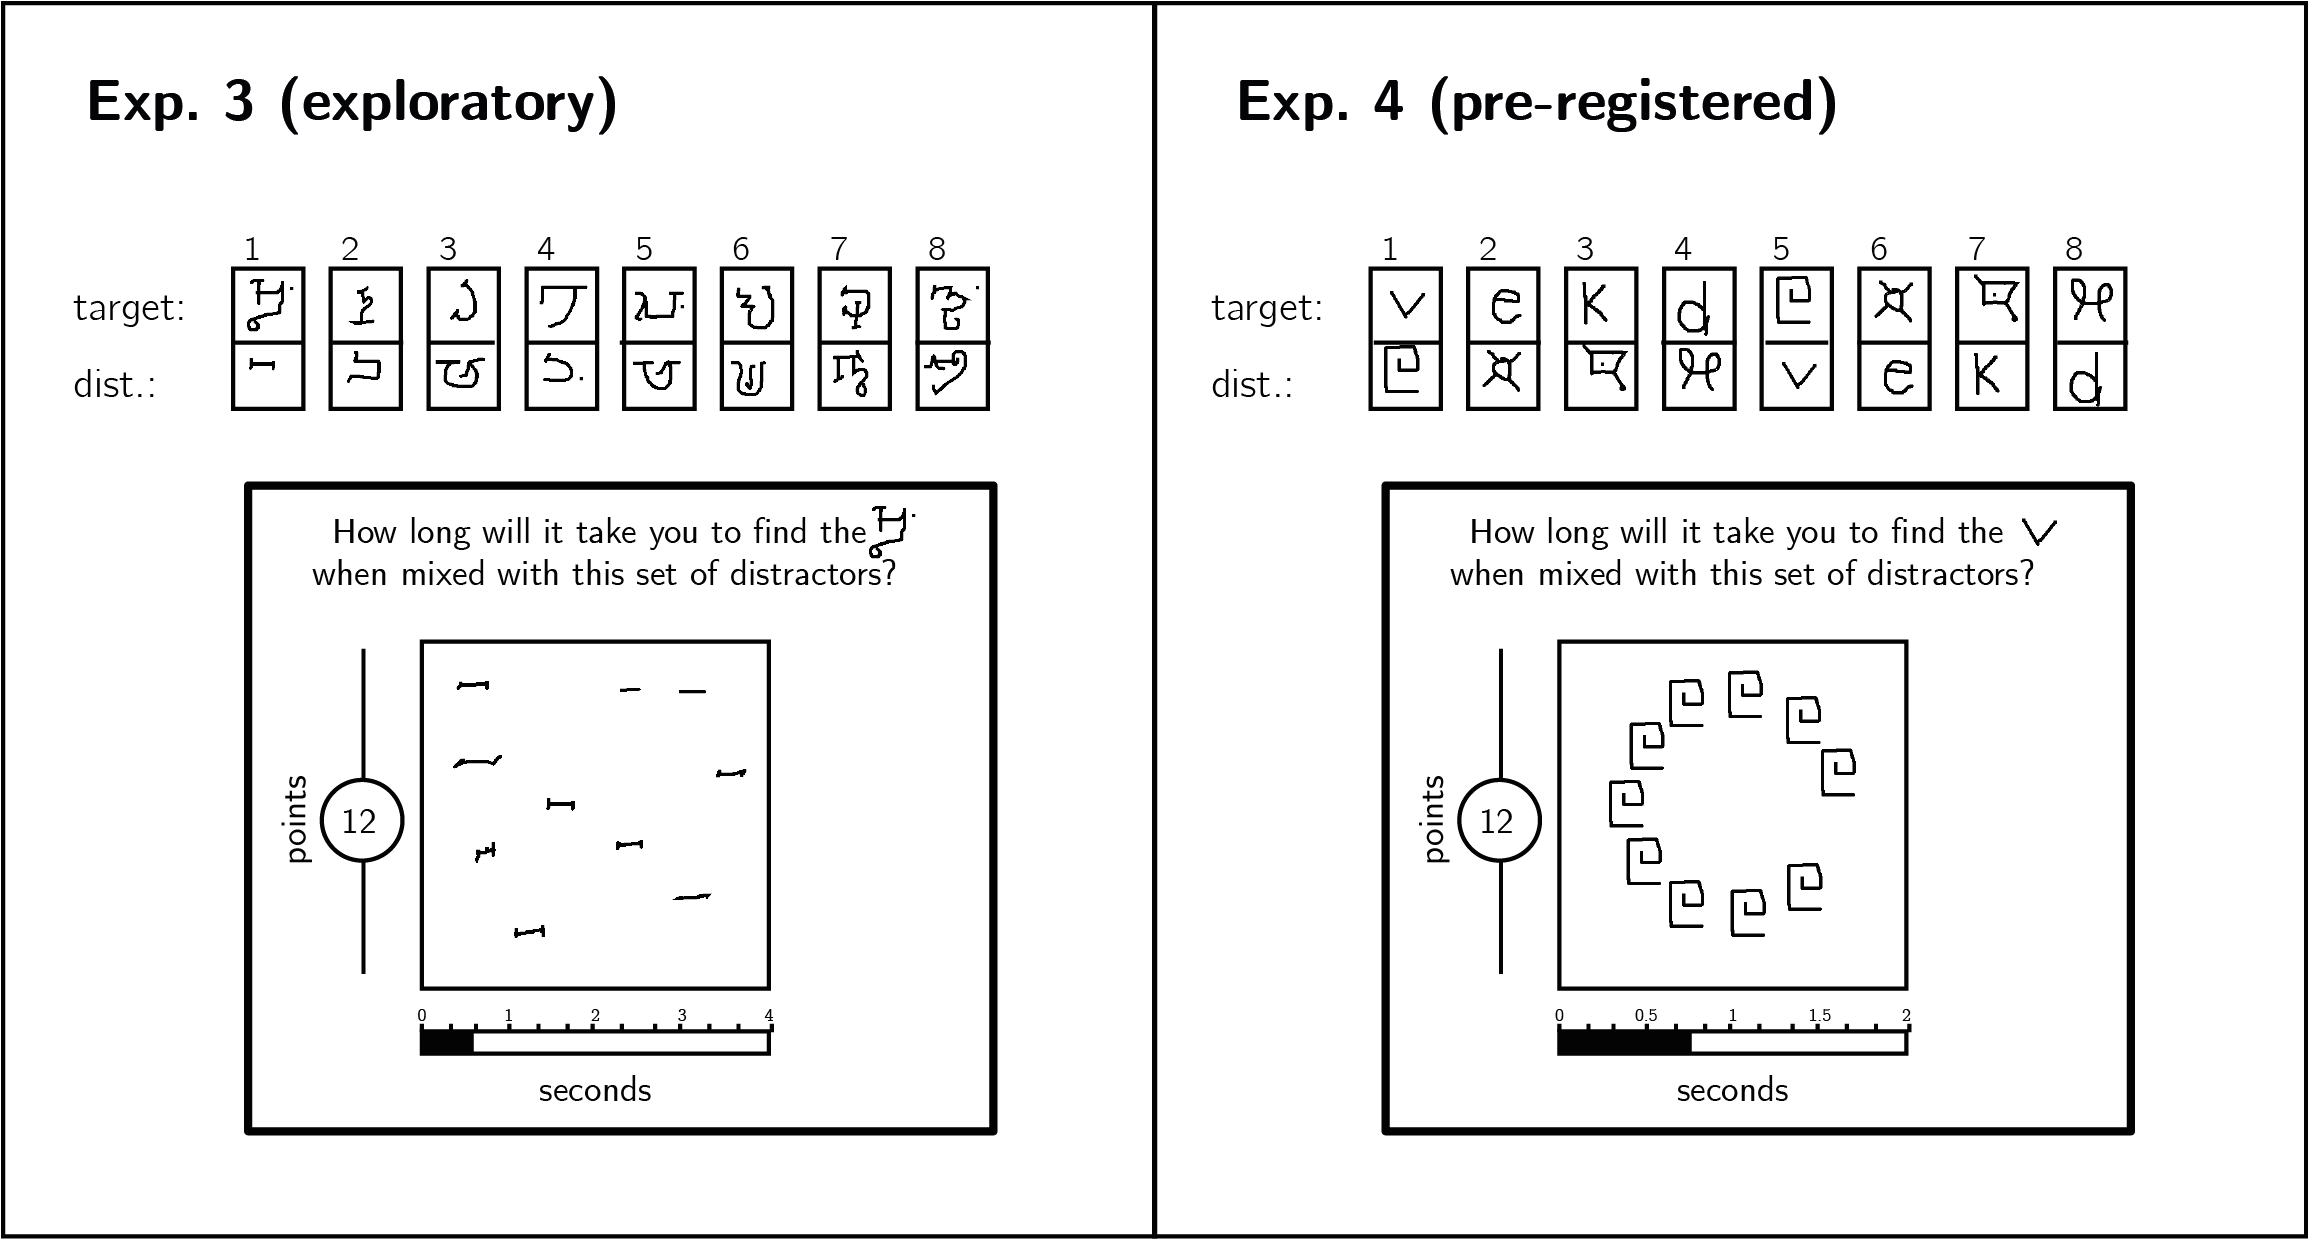 Exp. 3 (exploratory)
1 2 3 4 5 6 7 8
target:
dist.:
How long will it take you to find the
when mixed with this set of distractors?
points
12
0 1 2 3 4
seconds
Exp. 4 (pre-registered)
1 2 3 4 5 6 7 8
target: v e k d
dist.: v e k d
How long will it take you to find the v
when mixed with this set of distractors?
points
12
0 0.5 1 1.5 2
seconds